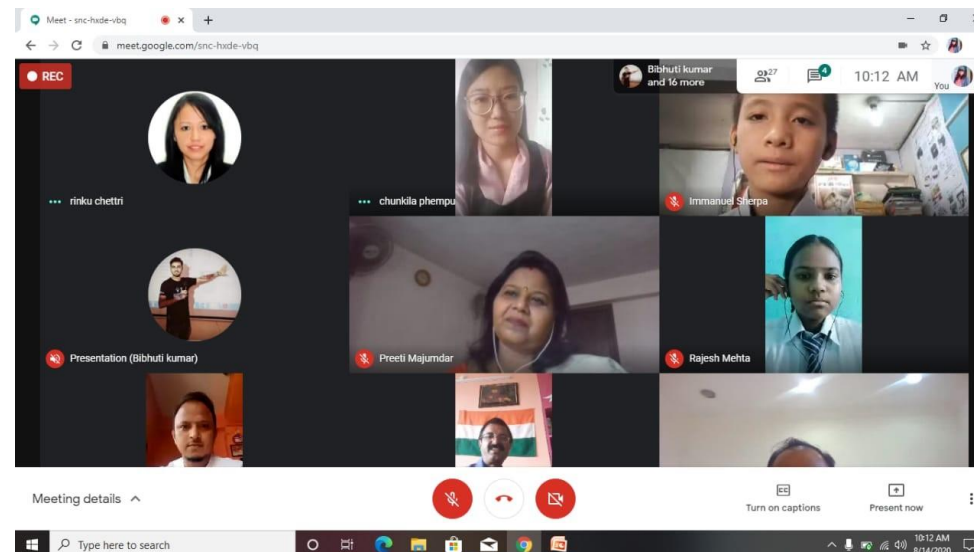 Meet - snc-hxde-vbq
meet.google.com/snc-hxde-vbq
REC
Bibhuti kumar
and 16 more
27
4
10:12 AM
You
rinku chettri
chunkila phempu
Immanuel Sherpa
Presentation (Bibhuti kumar)
Preeti Majumdar
Rajesh Mehta
Meeting details
CC
Turn on captions
Present now
Type here to search
10:12 AM
8/14/2020